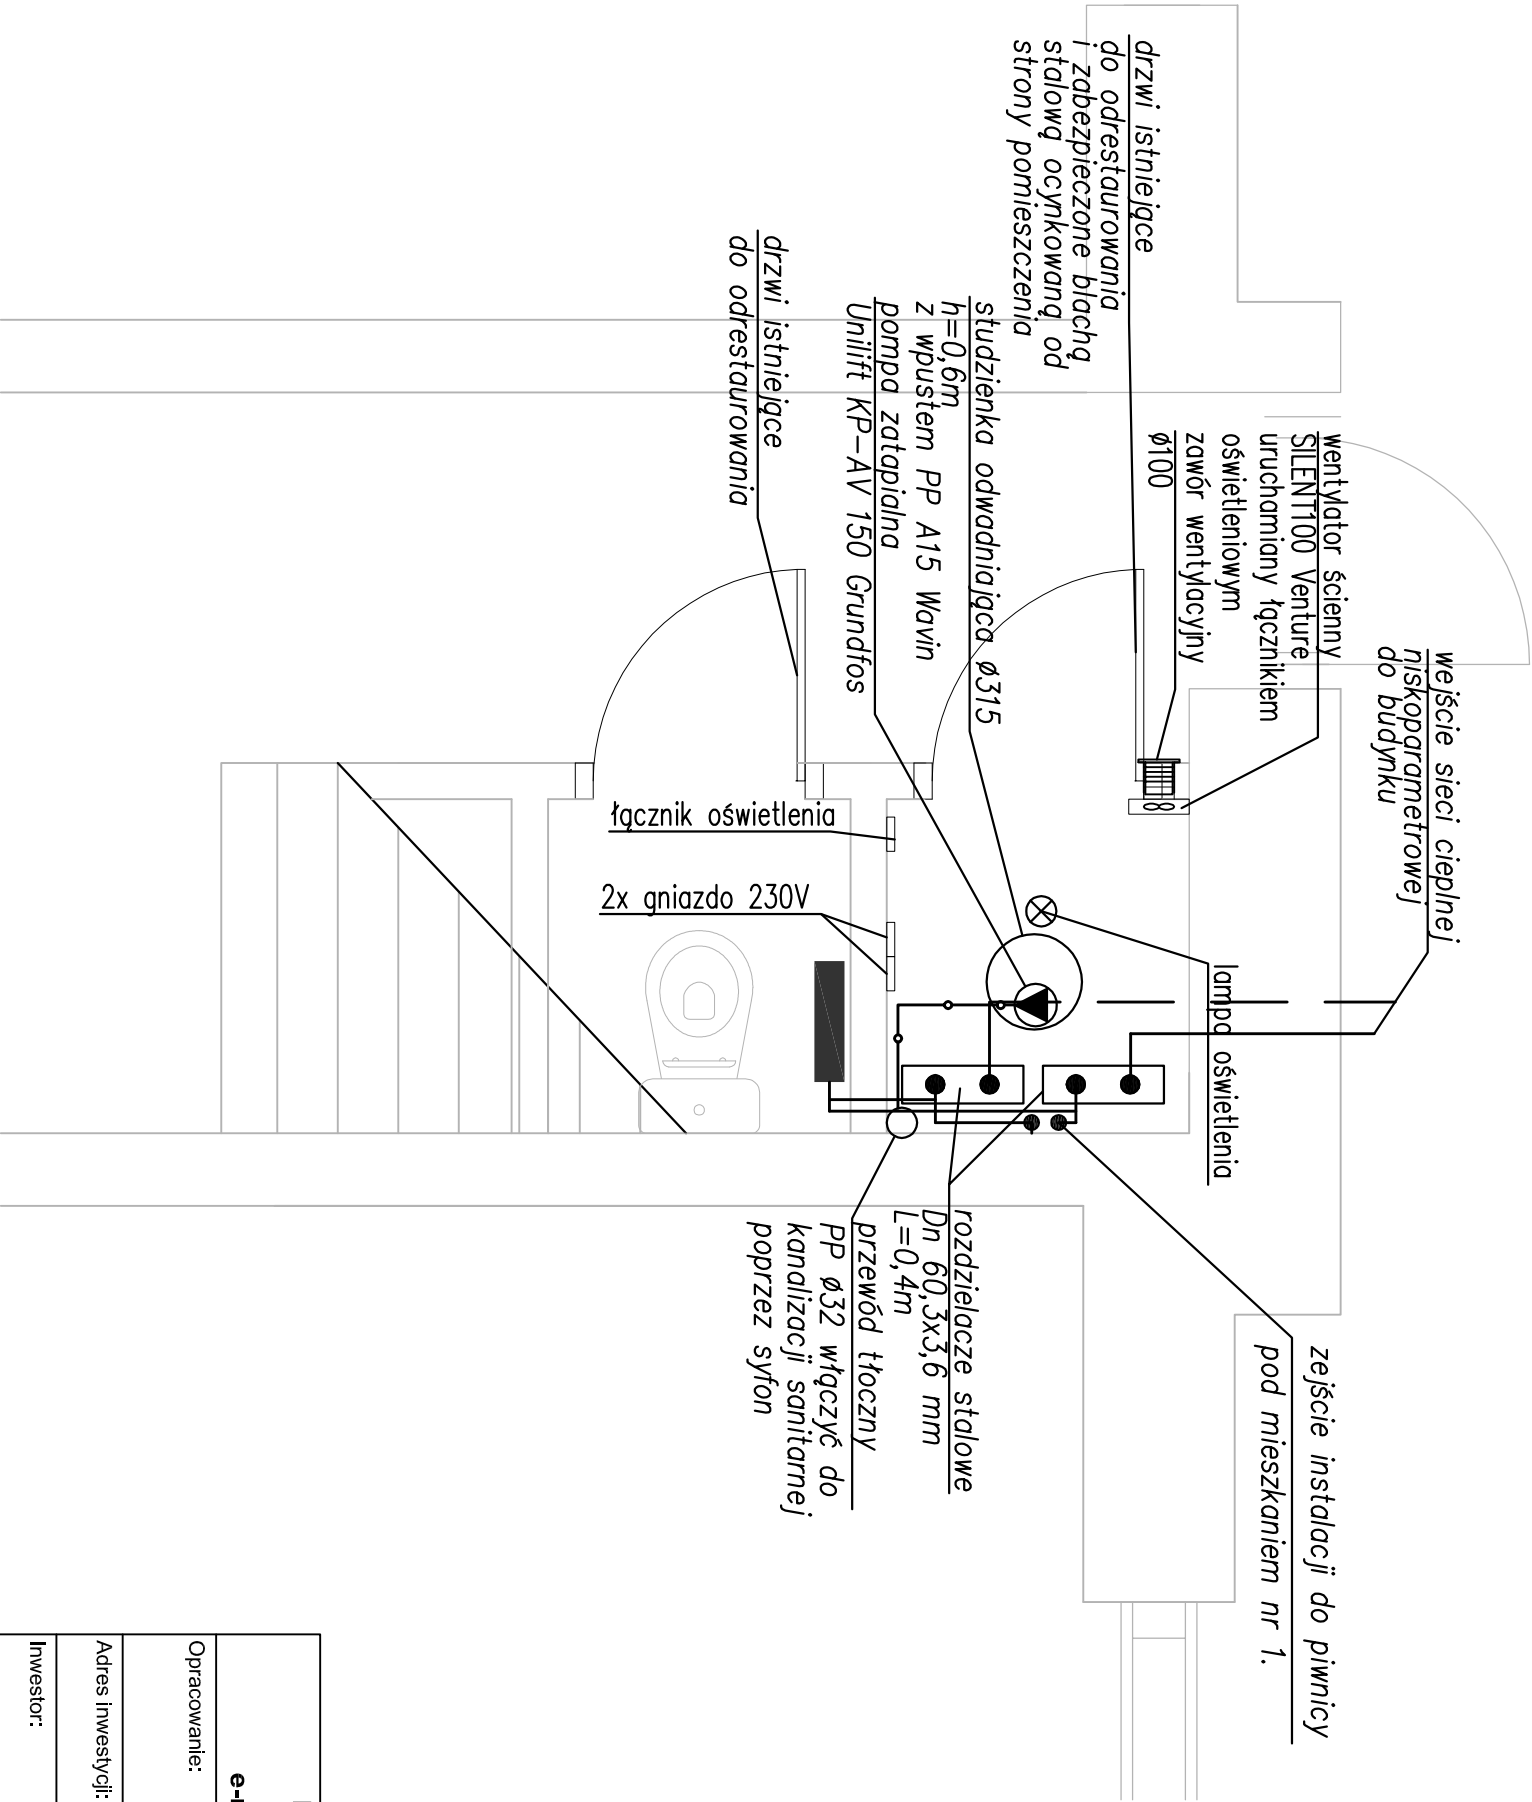 drzwi istniejące
do odrestaurowania
i zabezpieczone blachą
stalową ocynkowaną od
strony pomieszczenia
wentylator ścienny
SILENT100 Venture
uruchamiany łącznikiem
oświetleniowym
zawór wentylacyjny
ø100
wejście sieci cieplnej
niskoparametrowej
do budynku
studzienka odwadniająca ø315
h=0,6m
z wpustem PP A15 Wavin
pompa zatapialna
Unilift KP-AV 150 Grundfos
drzwi istniejące
do odrestaurowania
łącznik oświetlenia
2x gniazdo 230V
lampa oświetlenia
rozdzielacze stalowe
Dn 60,3x3,6 mm
L=0,4m
przewód tłoczny
PP ø32 włączyć do
kanalizacji sanitarnej
poprzez syfon
zejście instalacji do piwnicy
pod mieszkaniem nr 1.
Opracowanie:
Adres inwestycji:
Inwestor: